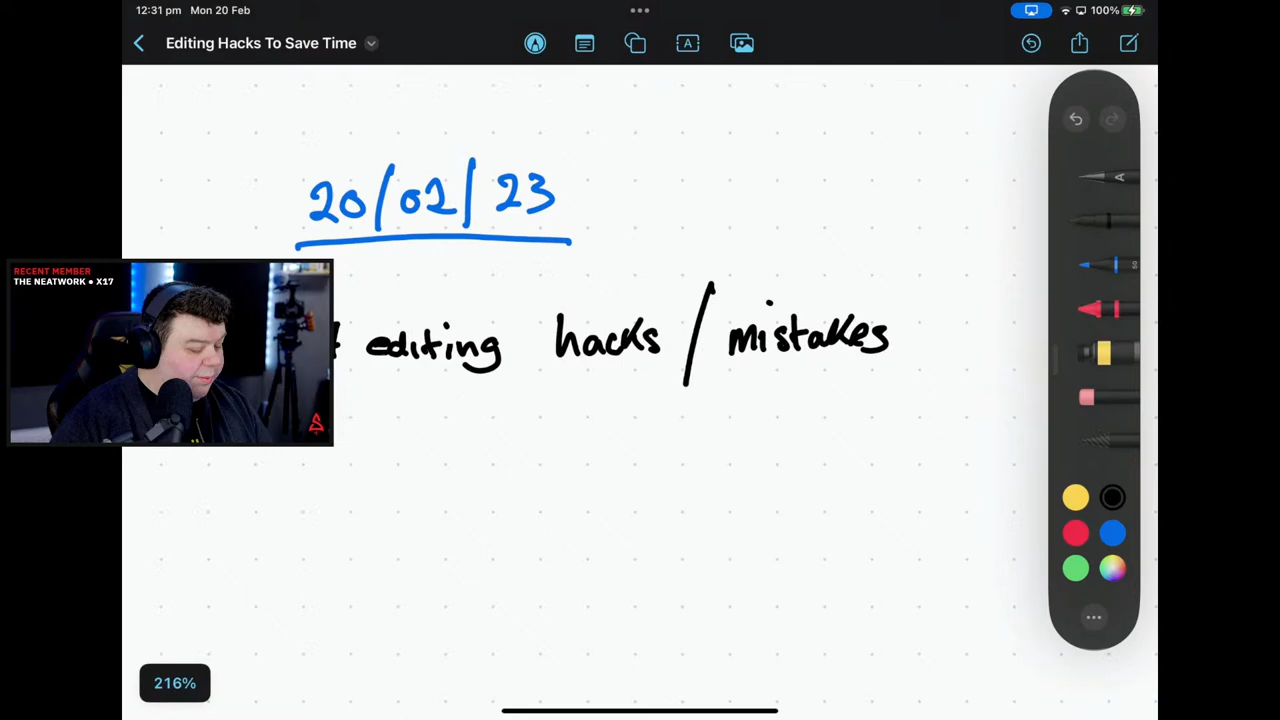 12:31 pm Mon 20 Feb
100%
Editing Hacks To Save Time
A
20/02/23
RECENT MEMBER
THE NEATWORK ● X17
editing hacks / mistakes
A
50
216%